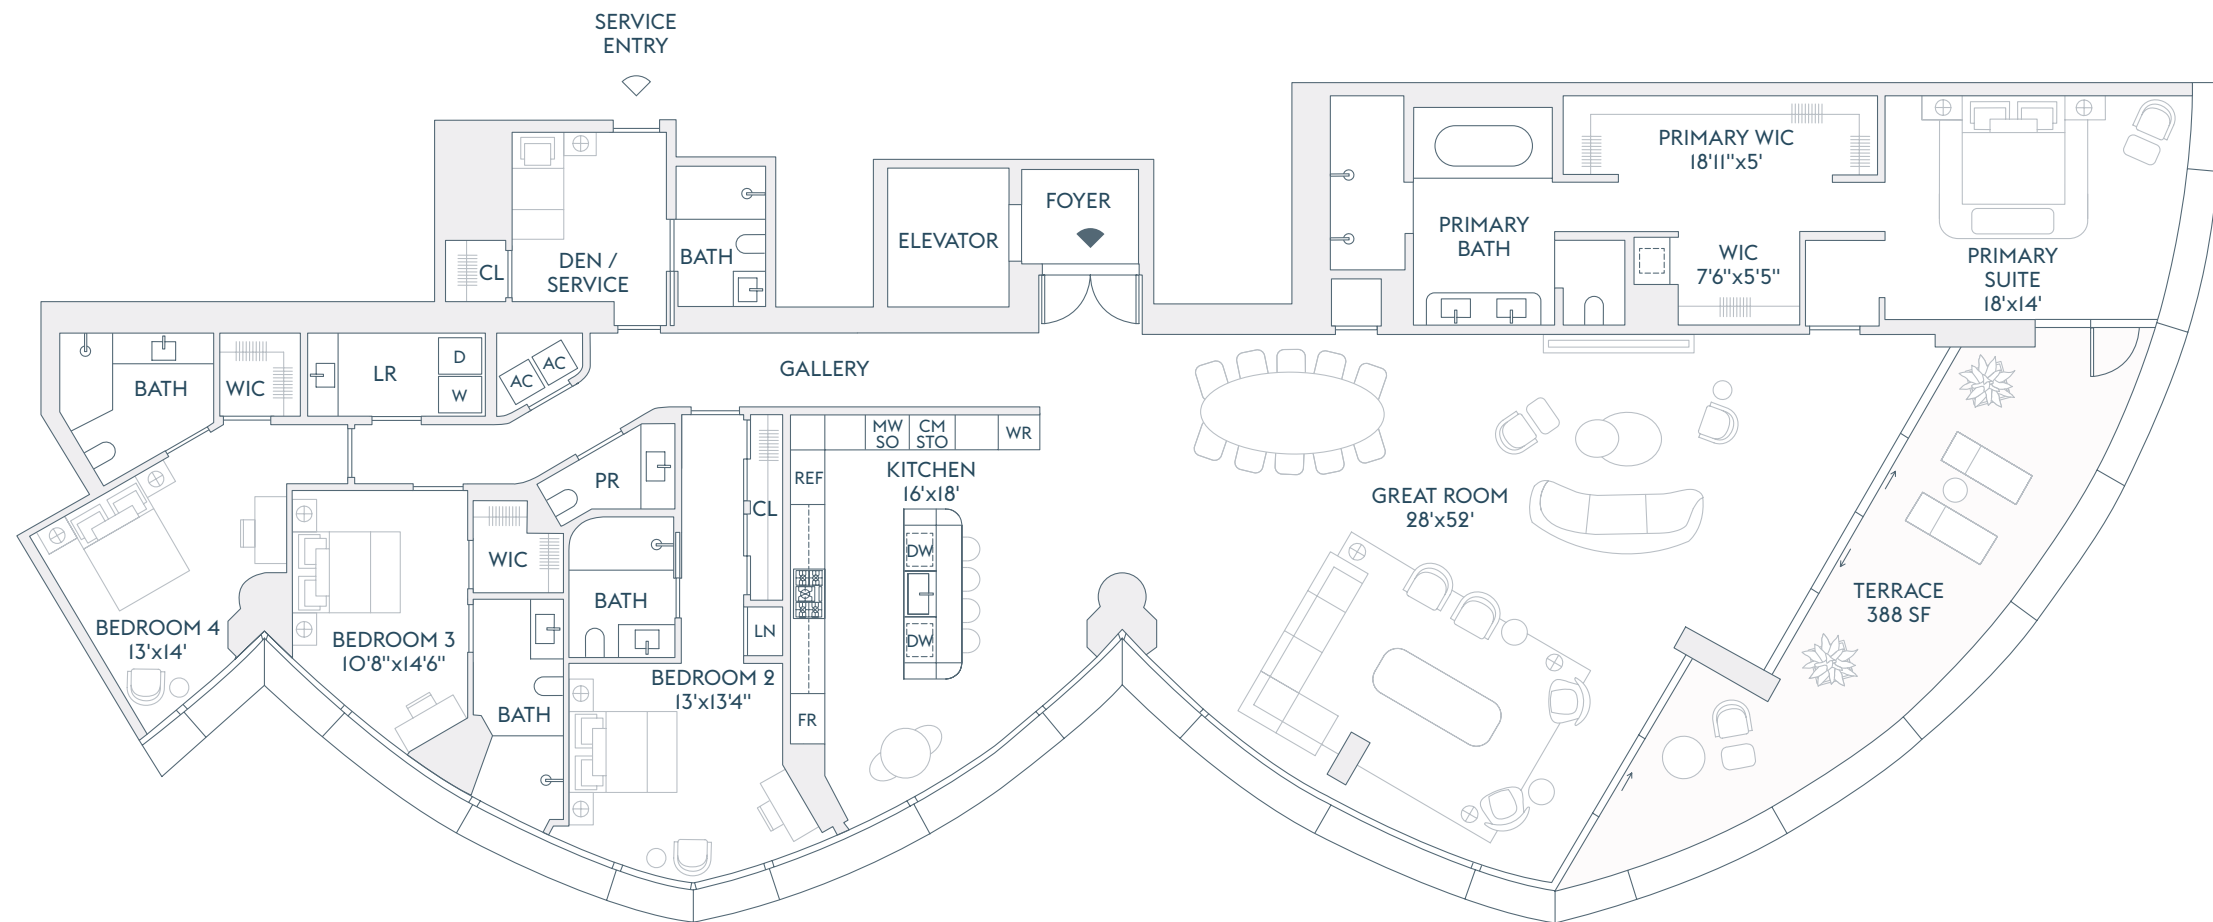 SERVICE
ENTRY
PRIMARY WIC
18'11"x5'
FOYER
ELEVATOR
PRIMARY
BATH
WIC
7'6"x5'5"
PRIMARY
SUITE
18'x14'
CL
DEN /
SERVICE
BATH
BATH
WIC
LR
D
W
AC
AC
GALLERY
MW
SO
CM
STO
WR
KITCHEN
16'x18'
REF
PR
CL
GREAT ROOM
28'x52'
WIC
DW
DW
BATH
LN
TERRACE
388 SF
BEDROOM 4
13'x14'
BEDROOM 3
10'8"x14'6"
BEDROOM 2
13'x13'4"
BATH
FR